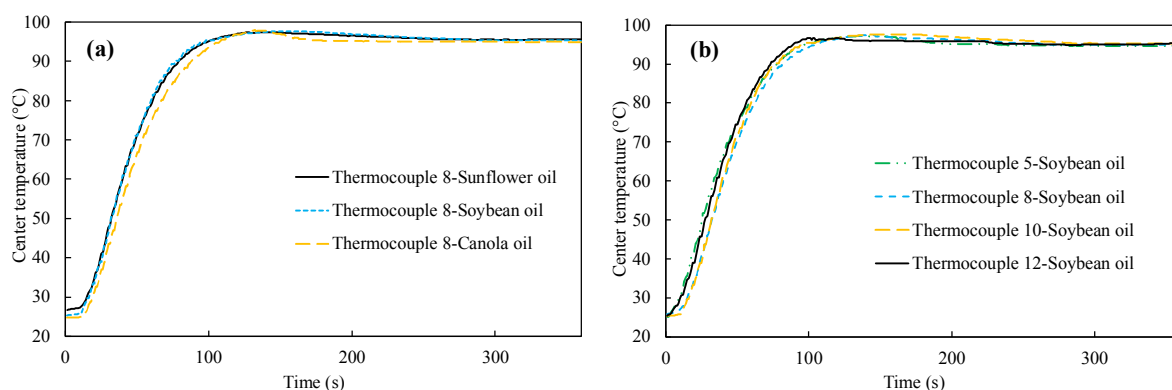 (a)
Center temperature (°C)
100
90
80
70
60
50
40
30
20
0
100
200
300
Time (s)
Thermocouple 8-Sunflower oil
Thermocouple 8-Soybean oil
Thermocouple 8-Canola oil
(b)
Center temperature (°C)
100
90
80
70
60
50
40
30
20
0
100
200
300
Time (s)
Thermocouple 5-Soybean oil
Thermocouple 8-Soybean oil
Thermocouple 10-Soybean oil
Thermocouple 12-Soybean oil